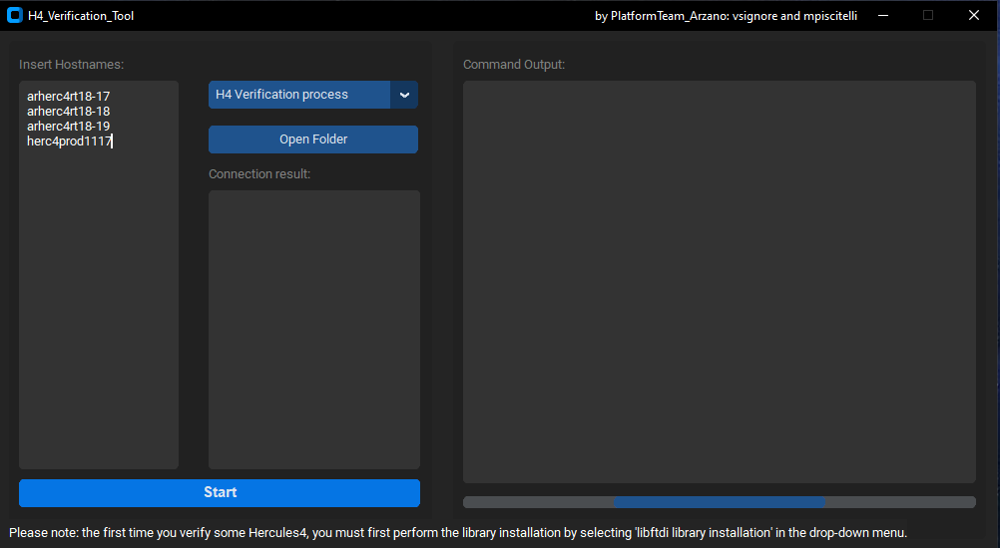 H4_Verification_Tool
by PlatformTeam_Arzano: vsignore and mpiscitelli
Insert Hostnames:
arherc4rt18-17
arherc4rt18-18
arherc4rt18-19
herc4prod1117
H4 Verification process
Open Folder
Connection result:
Start
Command Output:
Please note: the first time you verify some Hercules4, you must first perform the library installation by selecting 'libftdi library installation' in the drop-down menu.